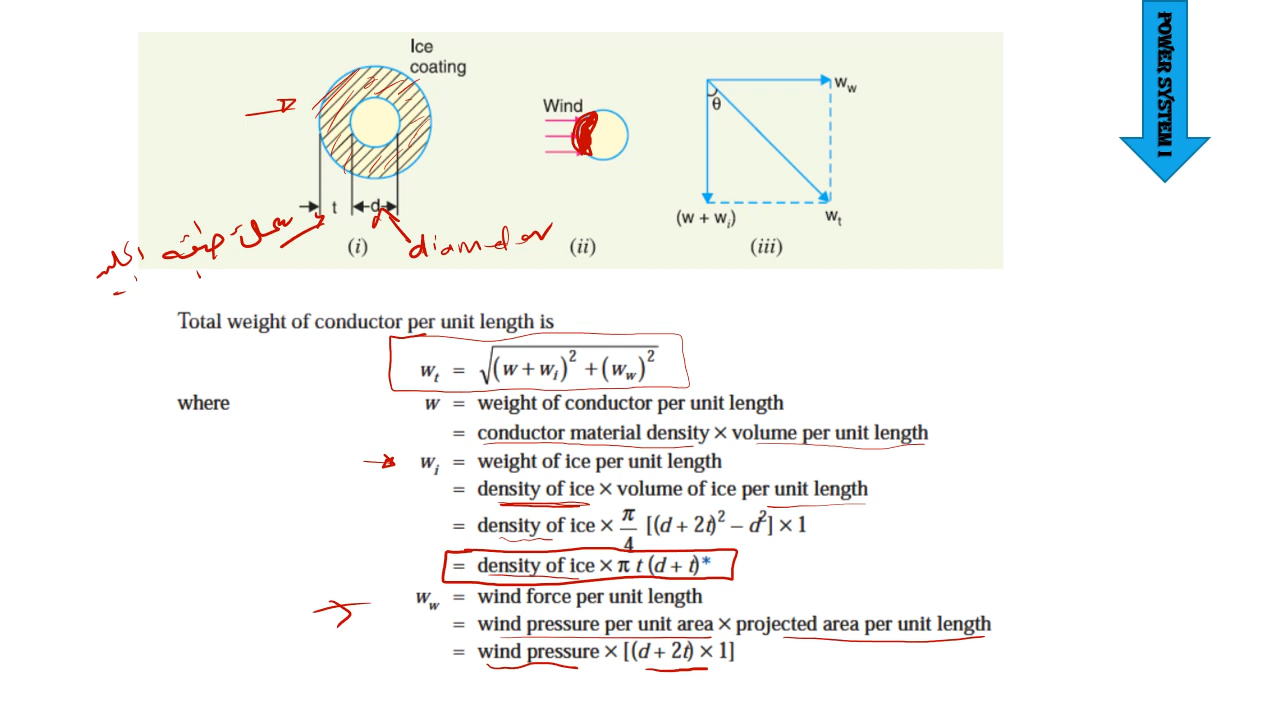 POWER SYSTEM I
Ice
coating
Wind
w_w
θ
t
d
(w + w_i)
w_t
(i)
(ii)
(iii)
diameter
Total weight of conductor per unit length is
w_t = √(w + w_i)² + (w_w)²
where w = weight of conductor per unit length
= conductor material density × volume per unit length
w_i = weight of ice per unit length
= density of ice × volume of ice per unit length
= density of ice × π/4 [(d + 2t)² – d²] × 1
= density of ice × π t (d + t)*
w_w = wind force per unit length
= wind pressure per unit area × projected area per unit length
= wind pressure × [(d + 2t) × 1]